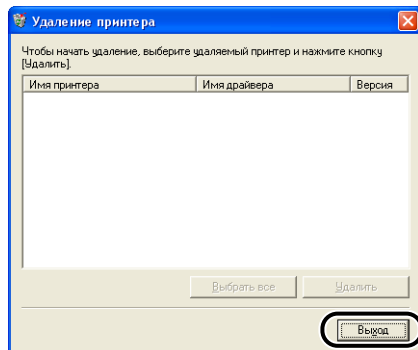 Удаление принтера
Чтобы начать удаление, выберите удаляемый принтер и нажмите кнопку
[Удалить].
Имя принтера Имя драйвера Версия
Выбрать все Удалить
Выход